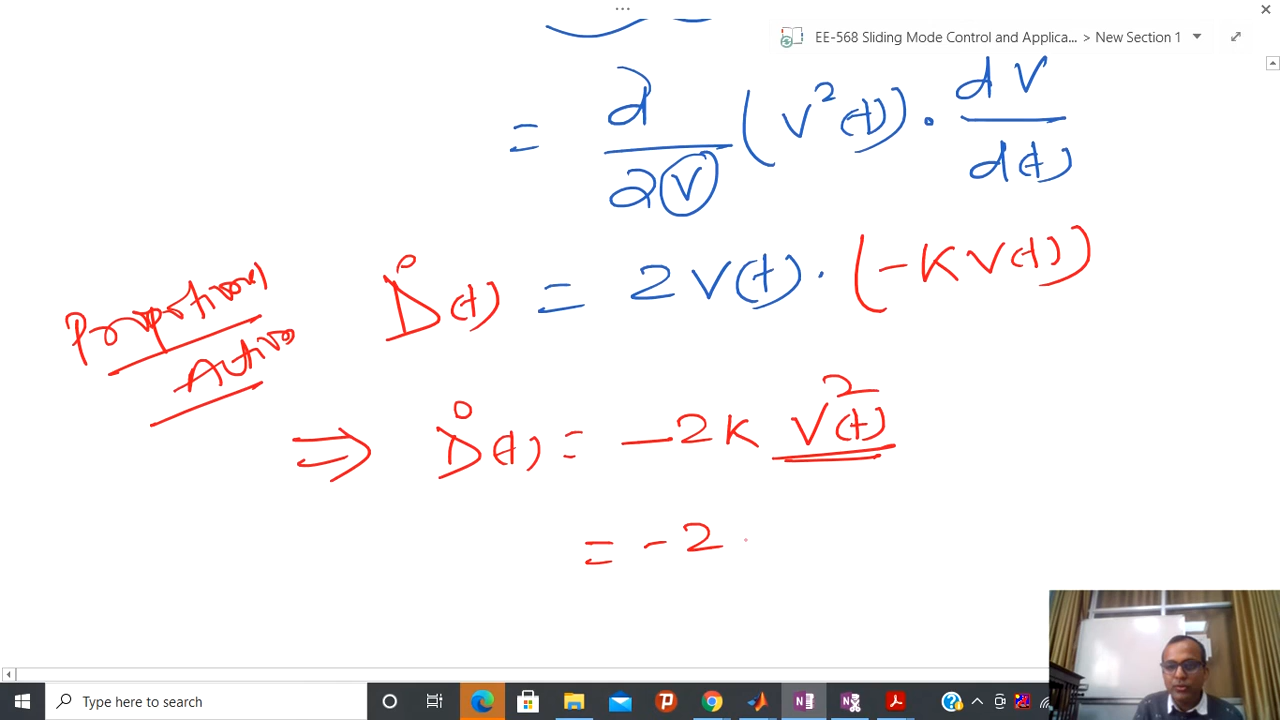 EE-568 Sliding Mode Control and Applica... > New Section 1
= d/2V (V²(t)) · dV/d(t)
Proportional
Action
Ḋ(t) = 2V(t) · (-KV(t))
⇒ Ḋ(t) = -2K V²(t)
= -2
Type here to search